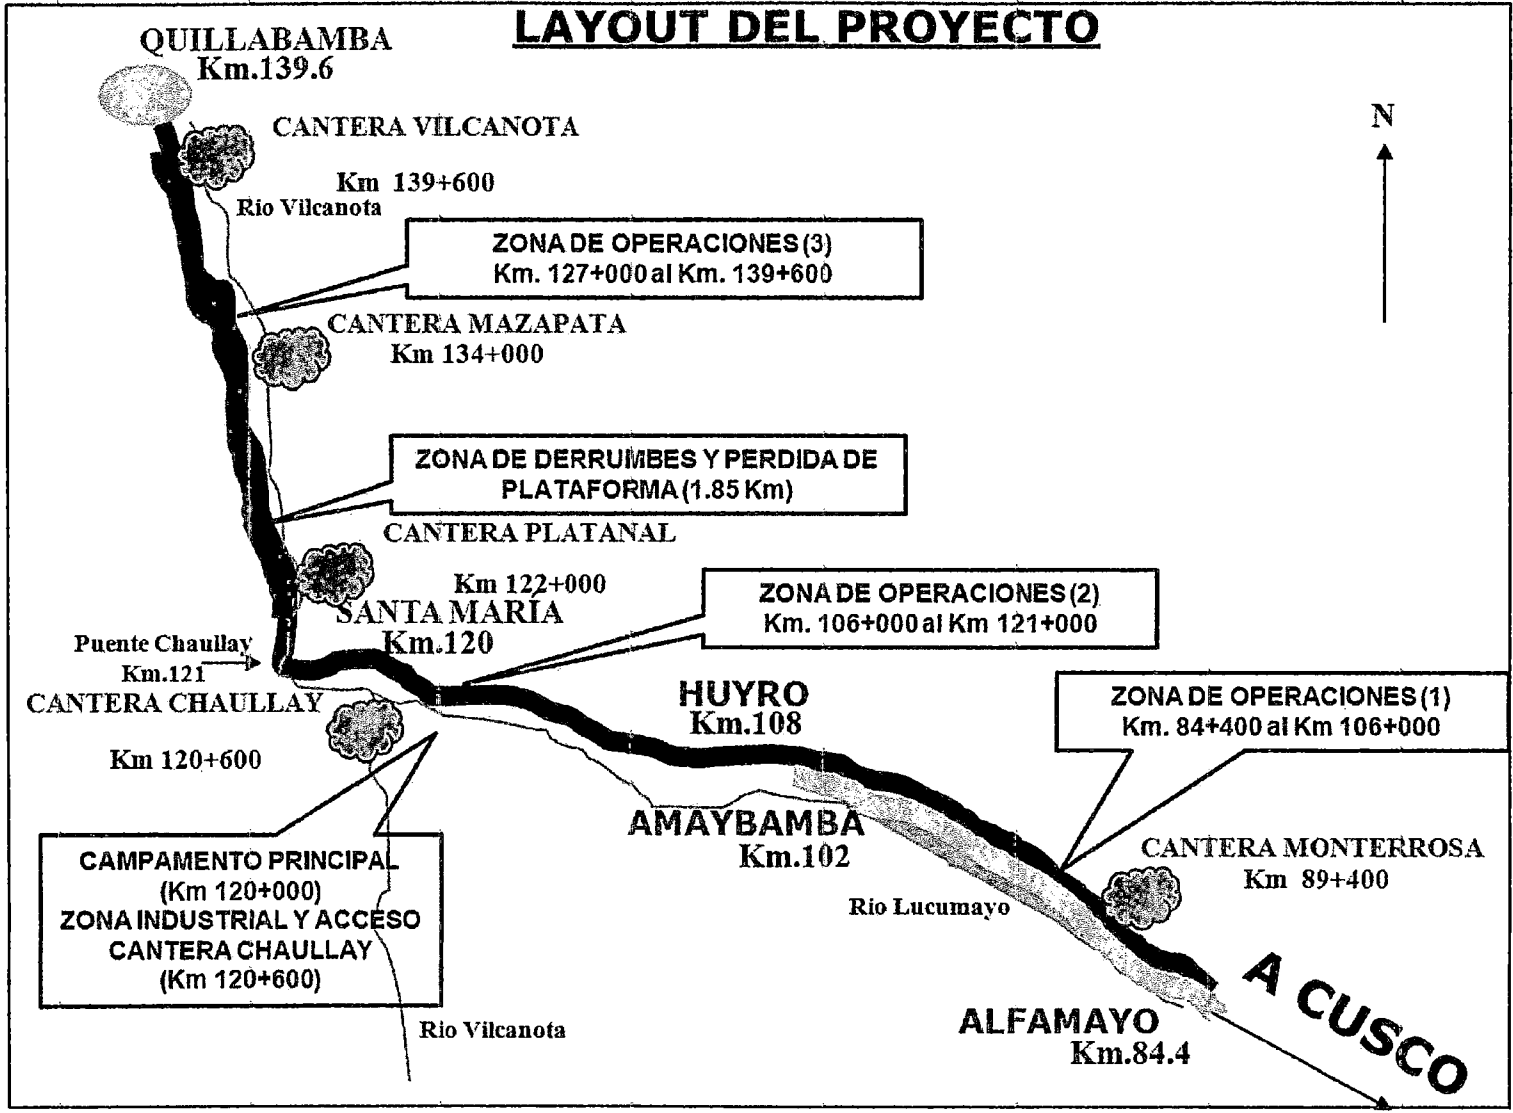 LAYOUT DEL PROYECTO
QUILLABAMBA
Km.139.6
CANTERA VILCANOTA
N
Km 139+600
Rio Vilcanota
ZONA DE OPERACIONES (3)
Km. 127+000 al Km. 139+600
CANTERA MAZAPATA
Km 134+000
ZONA DE DERRUMBES Y PERDIDA DE
PLATAFORMA (1.85 Km)
CANTERA PLATANAL
Km 122+000
SANTA MARÍA
Km.120
ZONA DE OPERACIONES (2)
Km. 106+000 al Km 121+000
Puente Chaullay
Km.121
CANTERA CHAULLAY
Km 120+600
HUYRO
Km.108
ZONA DE OPERACIONES (1)
Km. 84+400 al Km 106+000
AMAYBAMBA
Km.102
CANTERA MONTERROSA
Km 89+400
CAMPAMENTO PRINCIPAL
(Km 120+000)
ZONA INDUSTRIAL Y ACCESO
CANTERA CHAULLAY
(Km 120+600)
Rio Lucumayo
A CUSCO
Rio Vilcanota
ALFAMAYO
Km.84.4